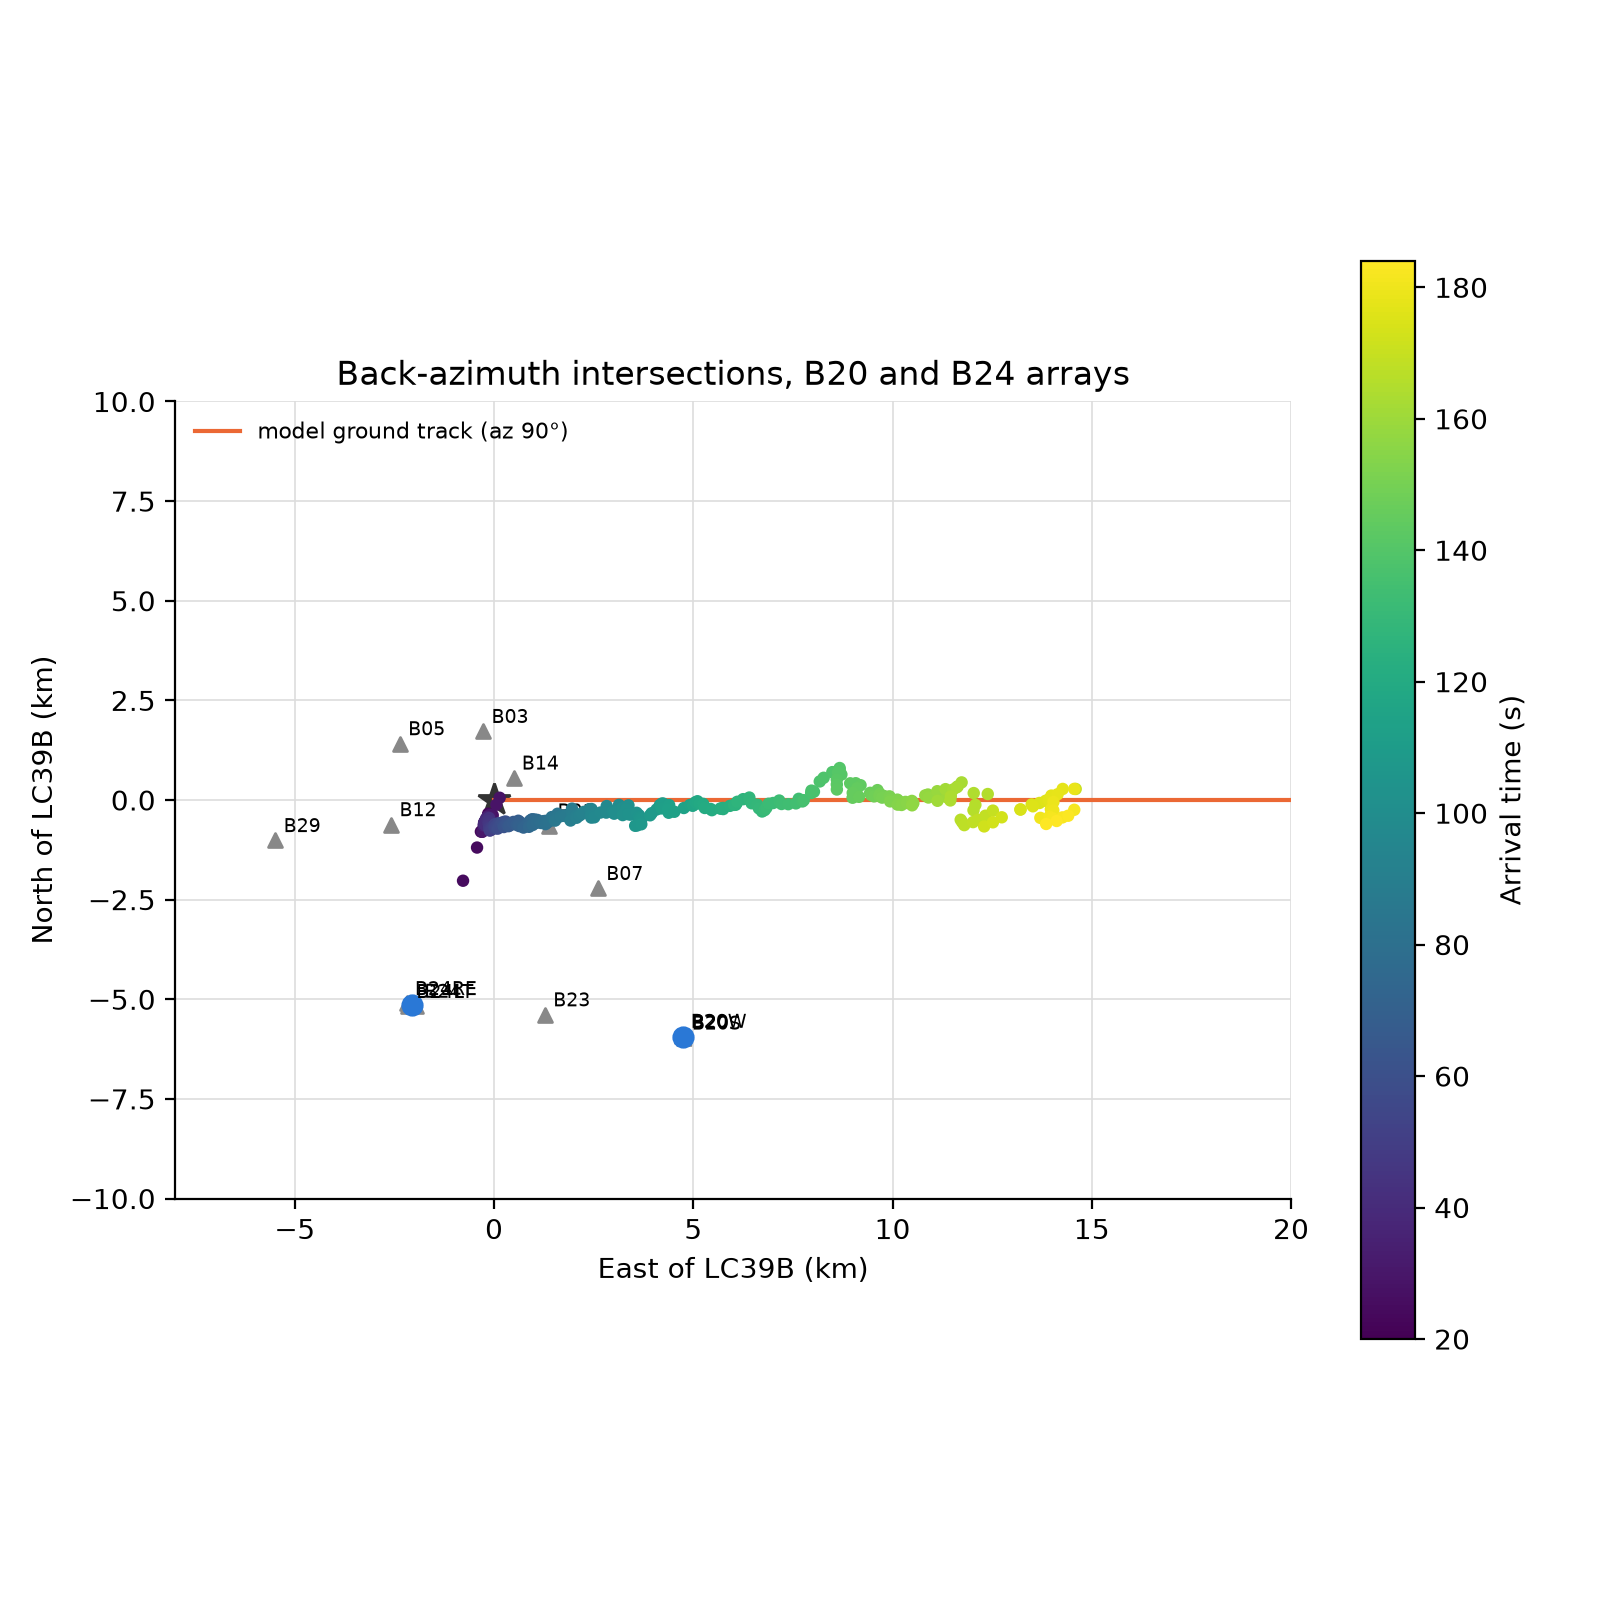 Back-azimuth intersections, B20 and B24 arrays
model ground track (az 90°)
10.0
7.5
5.0
2.5
0.0
−2.5
−5.0
−7.5
−10.0
−5
0
5
10
15
20
North of LC39B (km)
East of LC39B (km)
B05
B03
B14
B12
B29
B07
B23
180
160
140
120
100
80
60
40
20
Arrival time (s)